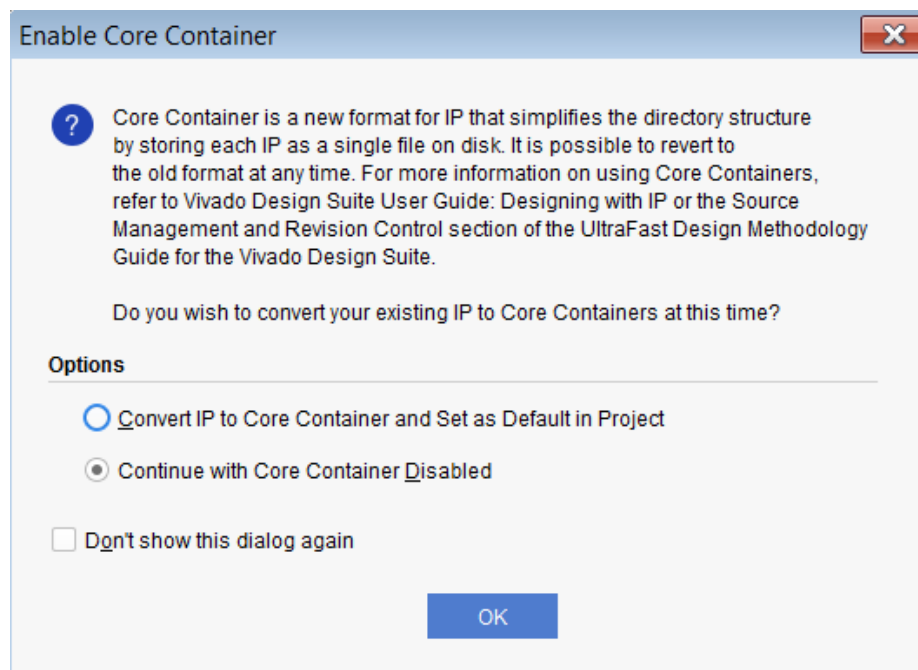 Enable Core Container
?
Core Container is a new format for IP that simplifies the directory structure
by storing each IP as a single file on disk. It is possible to revert to
the old format at any time. For more information on using Core Containers,
refer to Vivado Design Suite User Guide: Designing with IP or the Source
Management and Revision Control section of the UltraFast Design Methodology
Guide for the Vivado Design Suite.
Do you wish to convert your existing IP to Core Containers at this time?
Options
Convert IP to Core Container and Set as Default in Project
Continue with Core Container Disabled
Don't show this dialog again
OK